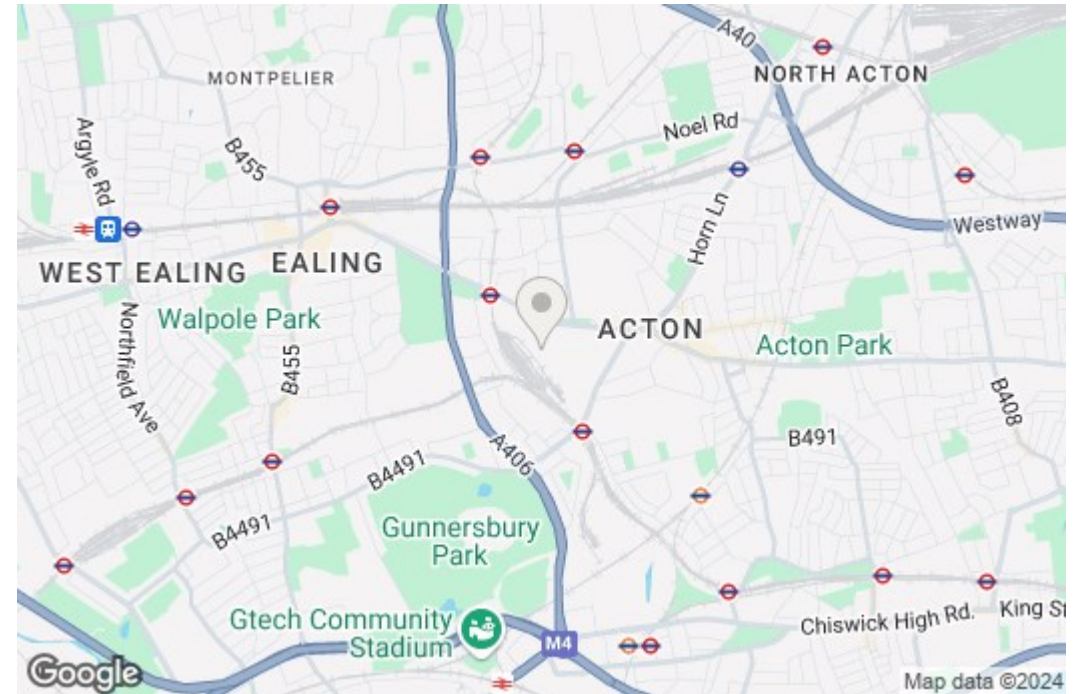 A40
MONTPELIER
NORTH ACTON
Noel Rd
Argyle Rd
B455
Horn Ln
Westway
WEST EALING
EALING
Walpole Park
ACTON
Acton Park
Northfield Ave
B455
B408
B491
A406
B4491
B4491
Gunnersbury
Park
Gtech Community
Stadium
Chiswick High Rd.
King St
M4
Google
Map data ©2024